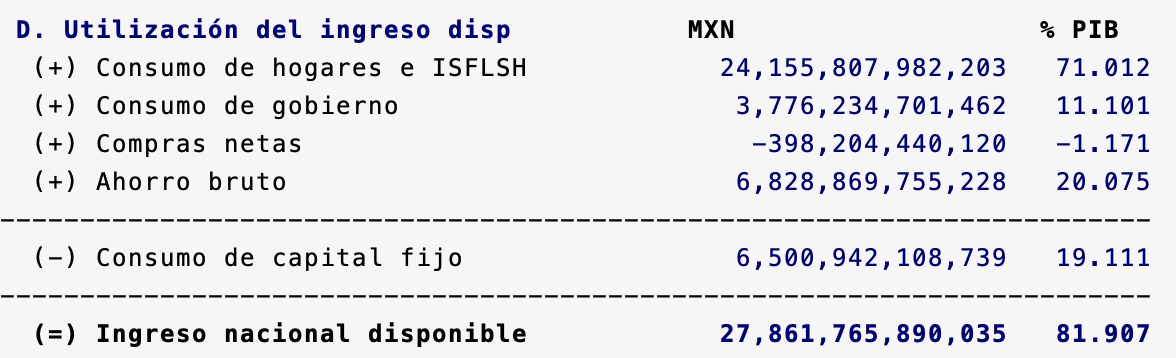 D. Utilización del ingreso disp MXN % PIB
(+) Consumo de hogares e ISFLSH 24,155,807,982,203 71.012
(+) Consumo de gobierno 3,776,234,701,462 11.101
(+) Compras netas −398,204,440,120 −1.171
(+) Ahorro bruto 6,828,869,755,228 20.075
(−) Consumo de capital fijo 6,500,942,108,739 19.111
(=) Ingreso nacional disponible 27,861,765,890,035 81.907